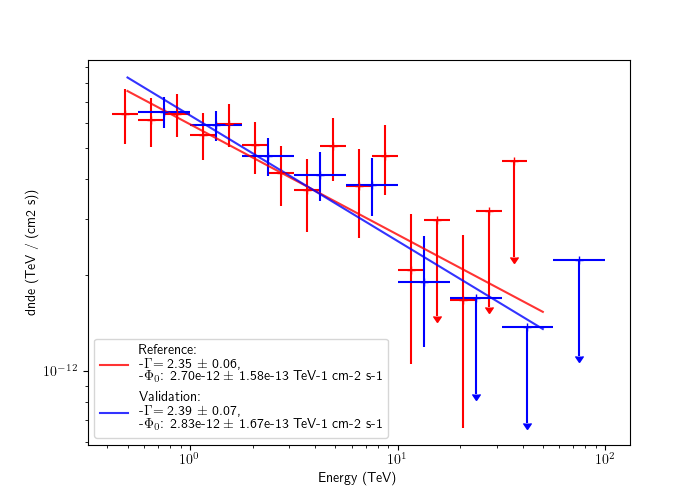 dnde (TeV / (cm2 s))
10⁻¹²
Reference:
-Γ= 2.35 ± 0.06,
-Φ₀: 2.70e-12 ± 1.58e-13 TeV-1 cm-2 s-1
Validation:
-Γ= 2.39 ± 0.07,
-Φ₀: 2.83e-12 ± 1.67e-13 TeV-1 cm-2 s-1
10⁰ 10¹ 10²
Energy (TeV)